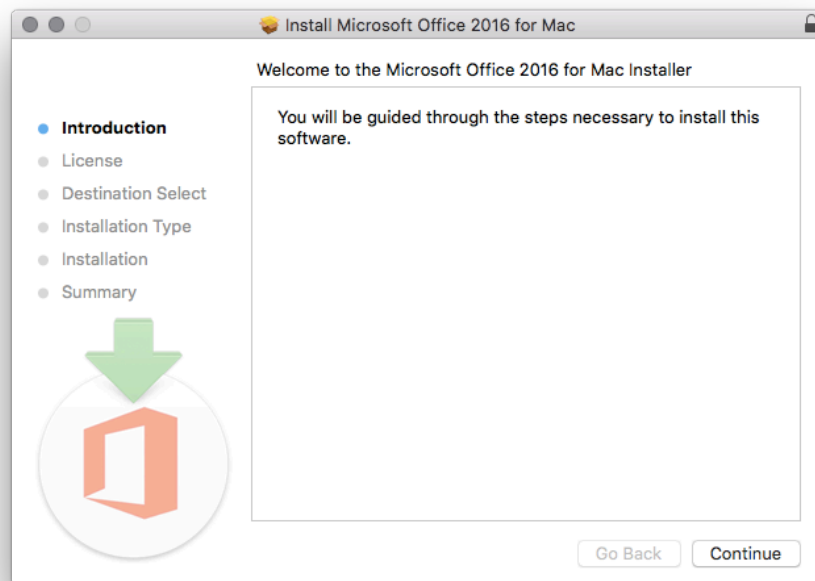 Install Microsoft Office 2016 for Mac
Welcome to the Microsoft Office 2016 for Mac Installer
Introduction
License
Destination Select
Installation Type
Installation
Summary
You will be guided through the steps necessary to install this
software.
Go Back
Continue